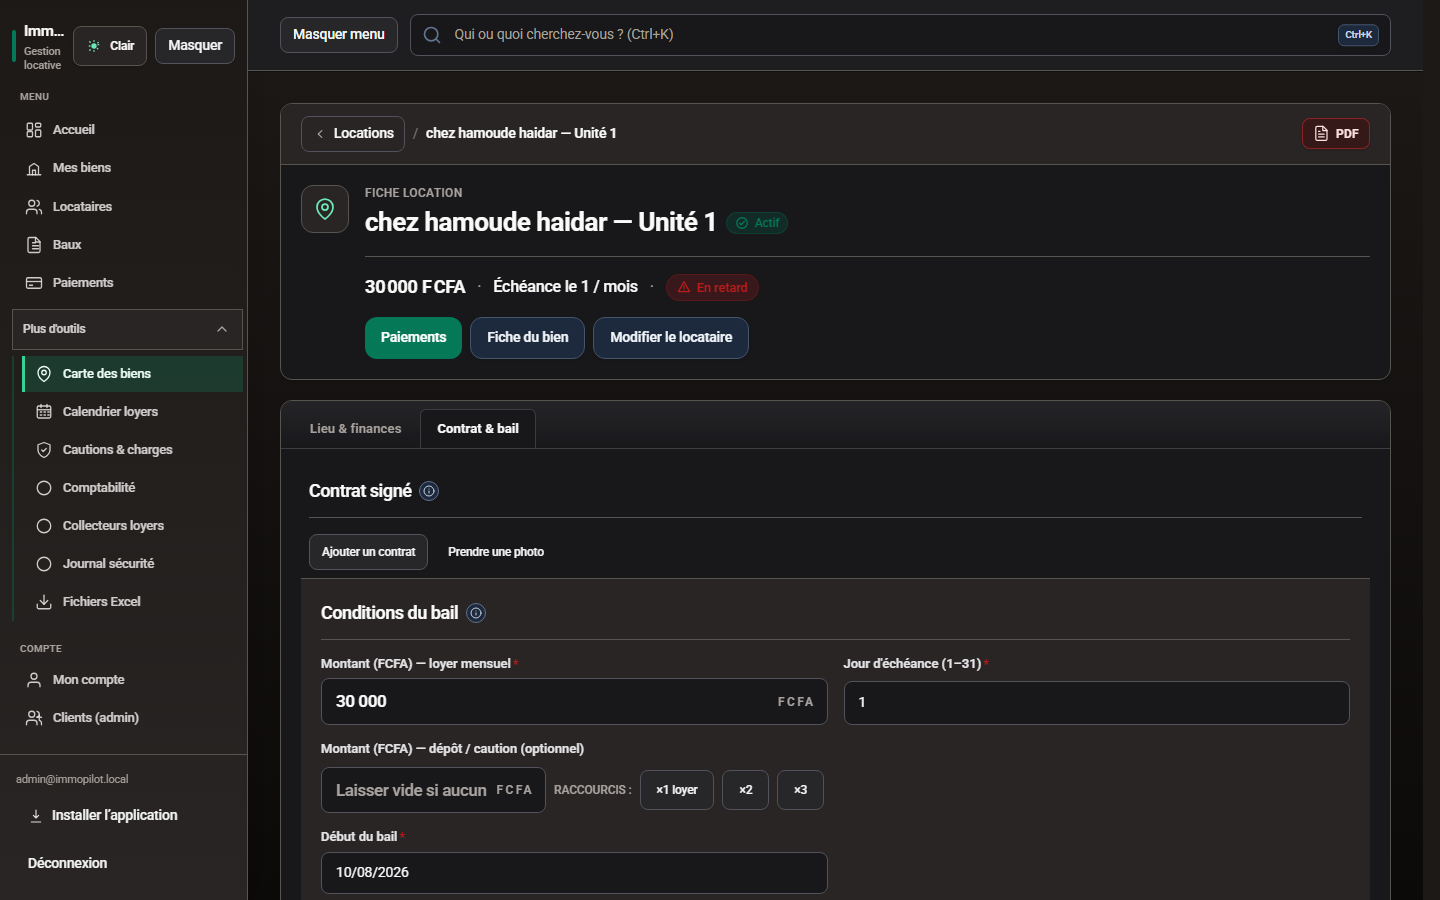 Imm...
Gestion
locative
Clair
Masquer
MENU
Accueil
Mes biens
Locataires
Baux
Paiements
Plus d'outils
Carte des biens
Calendrier loyers
Cautions & charges
Comptabilité
Collecteurs loyers
Journal sécurité
Fichiers Excel
COMPTE
Mon compte
Clients (admin)
admin@immopilot.local
Installer l'application
Déconnexion
Masquer menu
Qui ou quoi cherchez-vous ? (Ctrl+K)
Ctrl+K
Locations / chez hamoude haidar — Unité 1
PDF
FICHE LOCATION
chez hamoude haidar — Unité 1
Actif
30 000 F CFA · Échéance le 1 / mois ·
En retard
Paiements
Fiche du bien
Modifier le locataire
Lieu & finances
Contrat & bail
Contrat signé
Ajouter un contrat
Prendre une photo
Conditions du bail
Montant (FCFA) — loyer mensuel *
30 000
FCFA
Jour d'échéance (1–31) *
1
Montant (FCFA) — dépôt / caution (optionnel)
Laisser vide si aucun
FCFA
RACCOURCIS :
×1 loyer
×2
×3
Début du bail *
10/08/2026